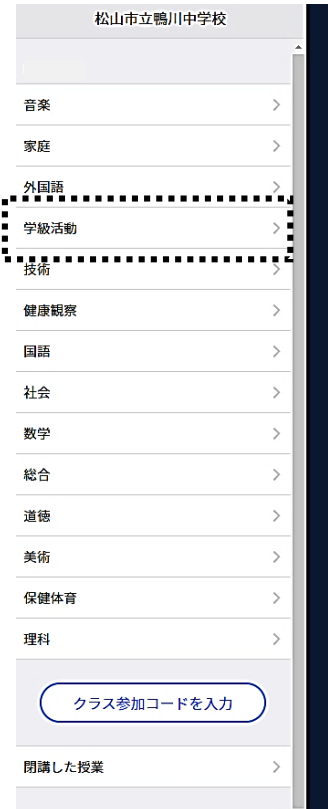 松山市立鴨川中学校
音楽
家庭
外国語
学級活動
技術
健康観察
国語
社会
数学
総合
道徳
美術
保健体育
理科
クラス参加コードを入力
閉講した授業